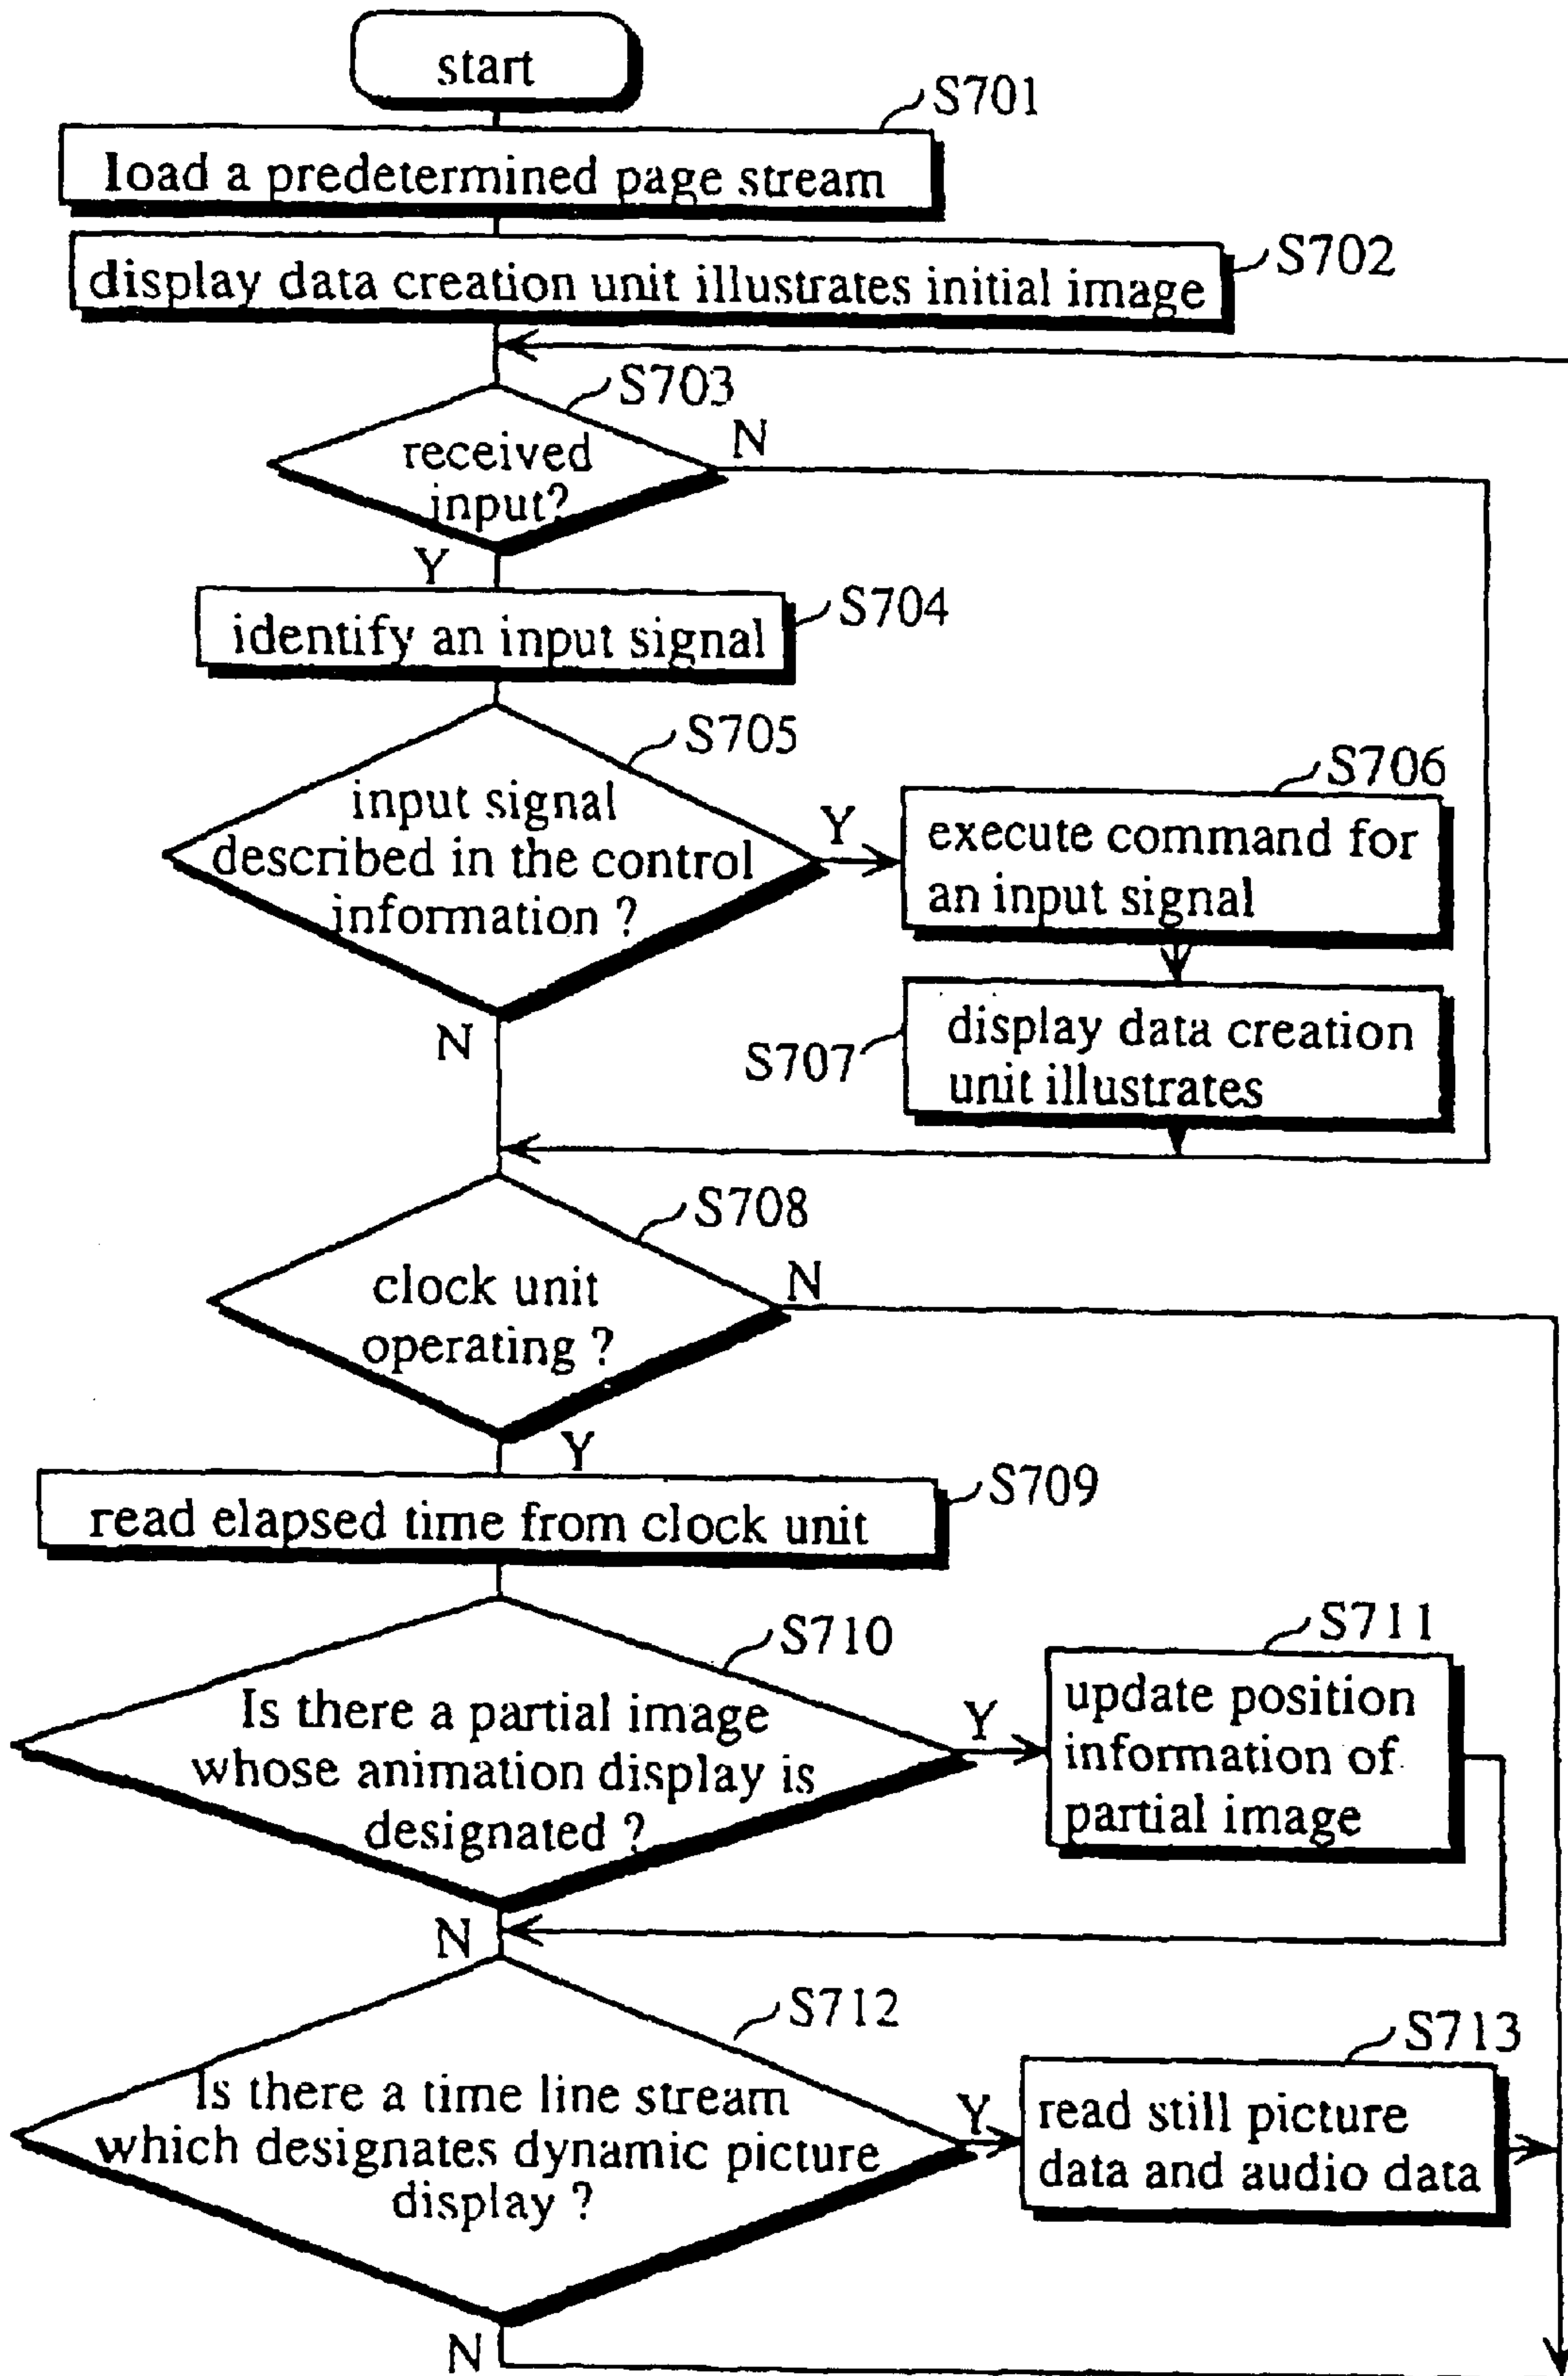 start
S701
load a predetermined page stream
S702
display data creation unit illustrates initial image
S703
received
input?
N
Y
S704
identify an input signal
S705
input signal
described in the control
information ?
Y
N
S706
execute command for
an input signal
S707
display data creation
unit illustrates
S708
clock unit
operating ?
N
Y
S709
read elapsed time from clock unit
S710
Is there a partial image
whose animation display is
designated ?
Y
N
S711
update position
information of
partial image
S712
Is there a time line stream
which designates dynamic picture
display ?
Y
N
S713
read still picture
data and audio data